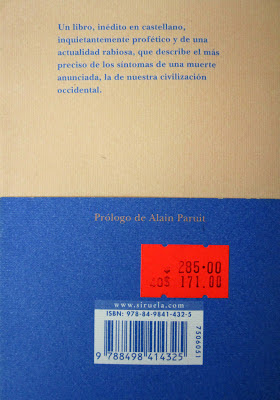 Un libro, inédito en castellano,
inquietantemente profético y de una
actualidad rabiosa, que describe el más
preciso de los síntomas de una muerte
anunciada, la de nuestra civilización
occidental.
Prólogo de Alain Paruit
285.00
171.00
www.siruela.com
ISBN: 978-84-9841-432-5
7506051
9 788498 414325